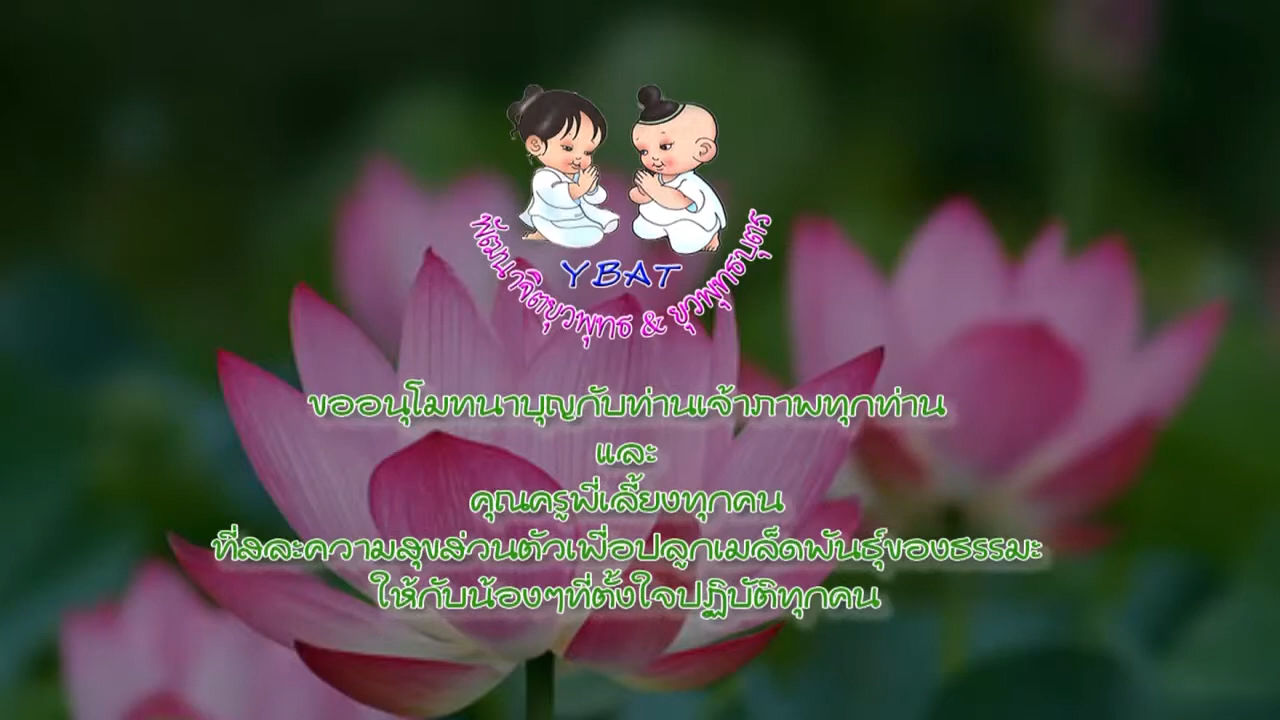 YBAT
พัฒนาจิตยุวพุทธ & ยุวพุทธบุตร
ขออนุโมทนาบุญกับท่านเจ้าภาพทุกท่าน
และ
คุณครูพี่เลี้ยงทุกคน
ที่สละความสุขส่วนตัวเพื่อปลูกเมล็ดพันธุ์ของธรรมะ
ให้กับน้องๆที่ตั้งใจปฏิบัติทุกคน